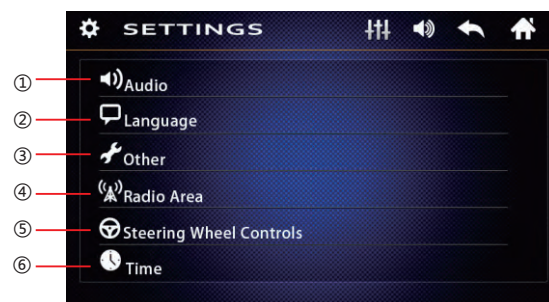 SETTINGS
① Audio
② Language
③ Other
④ Radio Area
⑤ Steering Wheel Controls
⑥ Time